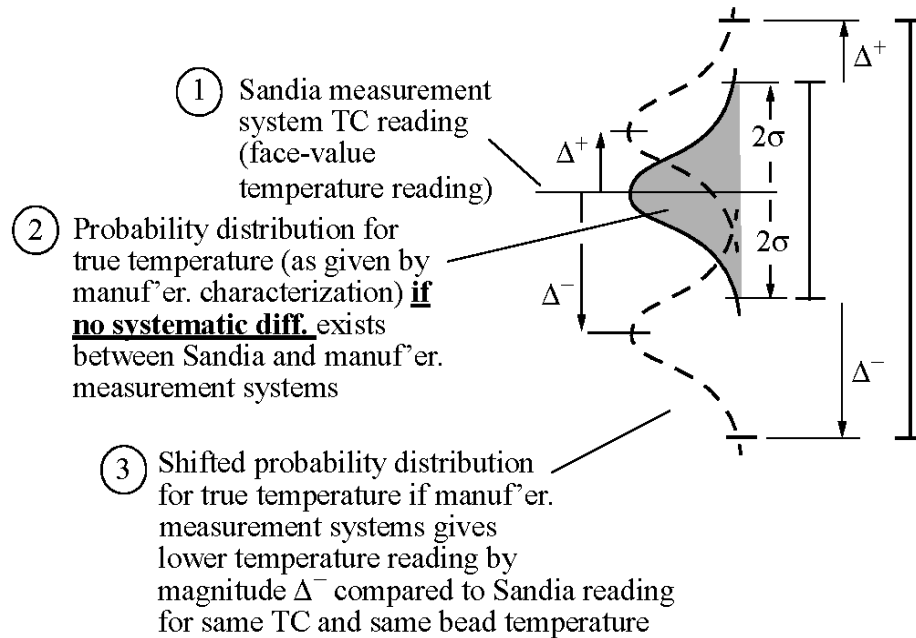 1 Sandia measurement
system TC reading
(face-value
temperature reading)
2 Probability distribution for
true temperature (as given by
manuf’er. characterization) if
no systematic diff. exists
between Sandia and manuf’er.
measurement systems
3 Shifted probability distribution
for true temperature if manuf’er.
measurement systems gives
lower temperature reading by
magnitude Δ⁻ compared to Sandia reading
for same TC and same bead temperature
Δ⁺
Δ⁻
2σ
2σ
Δ⁺
Δ⁻